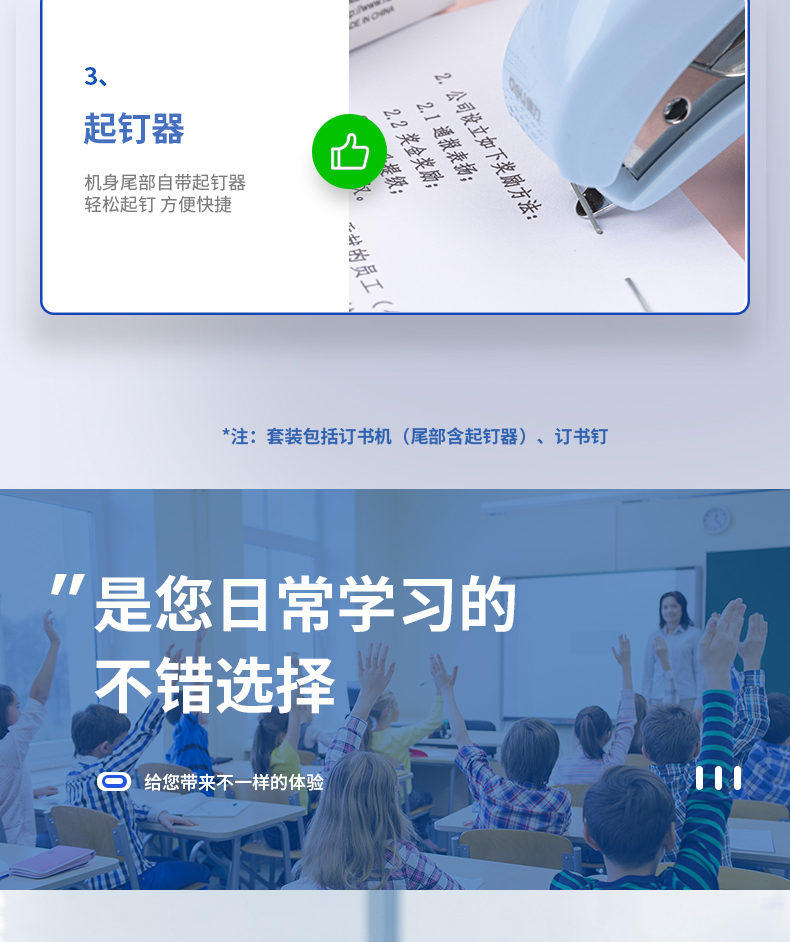 DE IN CHINA
3、
起钉器
机身尾部自带起钉器
轻松起钉 方便快捷
2. 公司设立如下奖励方法:
2.1 通报表扬;
2.2 奖金奖励;
*注：套装包括订书机（尾部含起钉器）、订书钉
"是您日常学习的
不错选择
给您带来不一样的体验